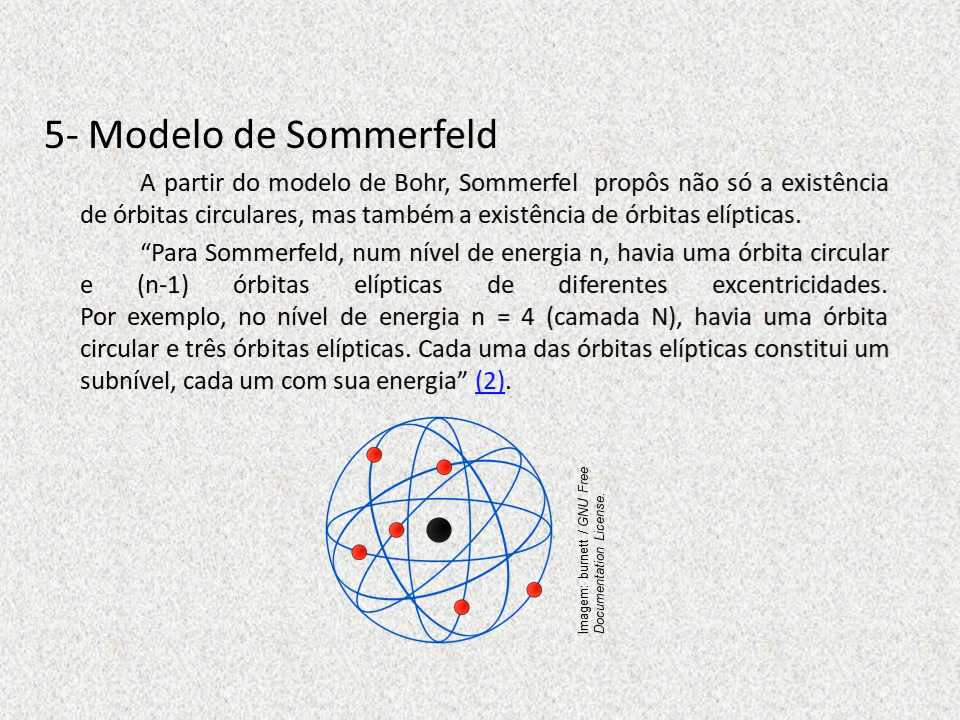 5- Modelo de Sommerfeld
A partir do modelo de Bohr, Sommerfel propôs não só a existência
de órbitas circulares, mas também a existência de órbitas elípticas.
“Para Sommerfeld, num nível de energia n, havia uma órbita circular
e (n-1) órbitas elípticas de diferentes excentricidades.
Por exemplo, no nível de energia n = 4 (camada N), havia uma órbita
circular e três órbitas elípticas. Cada uma das órbitas elípticas constitui um
subnível, cada um com sua energia” (2).
Imagem: burnett / GNU Free
Documentation License.